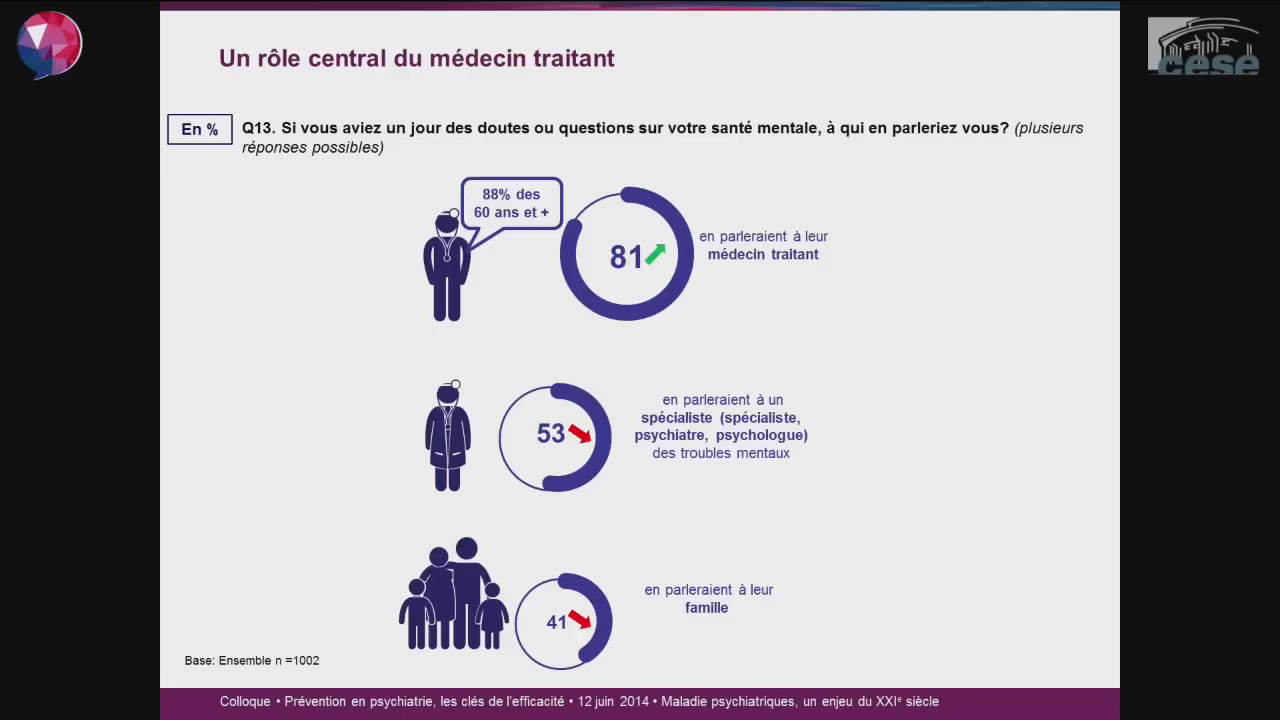 Un rôle central du médecin traitant
cese
En %
Q13. Si vous aviez un jour des doutes ou questions sur votre santé mentale, à qui en parleriez vous? (plusieurs
réponses possibles)
88% des
60 ans et +
81
en parleraient à leur
médecin traitant
53
en parleraient à un
spécialiste (spécialiste,
psychiatre, psychologue)
des troubles mentaux
41
en parleraient à leur
famille
Base: Ensemble n =1002
Colloque • Prévention en psychiatrie, les clés de l'efficacité • 12 juin 2014 • Maladie psychiatriques, un enjeu du XXIe siècle